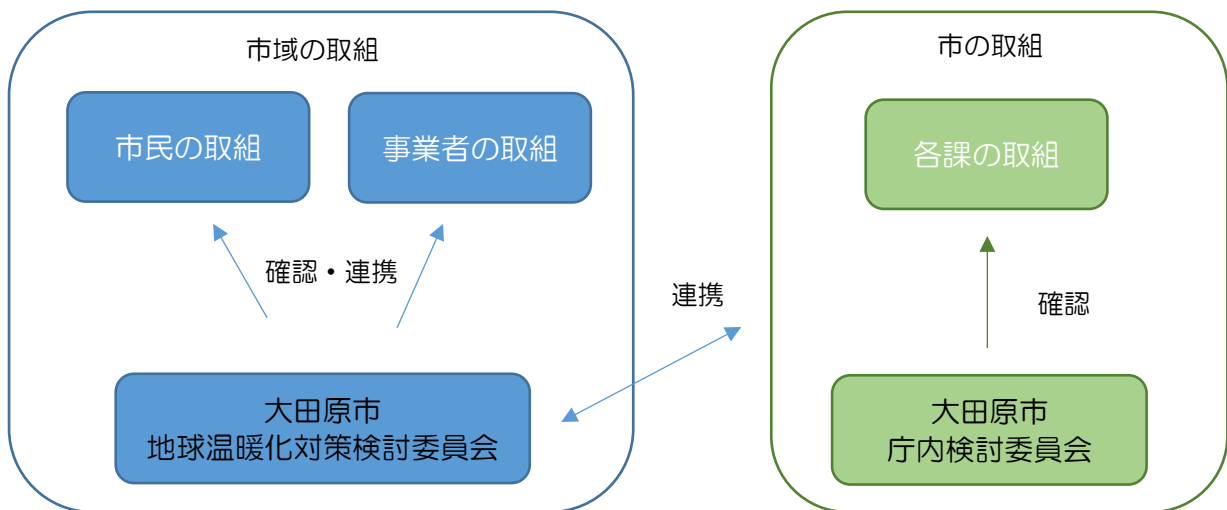 市域の取組
市民の取組
事業者の取組
確認・連携
大田原市
地球温暖化対策検討委員会
連携
市の取組
各課の取組
確認
大田原市
庁内検討委員会